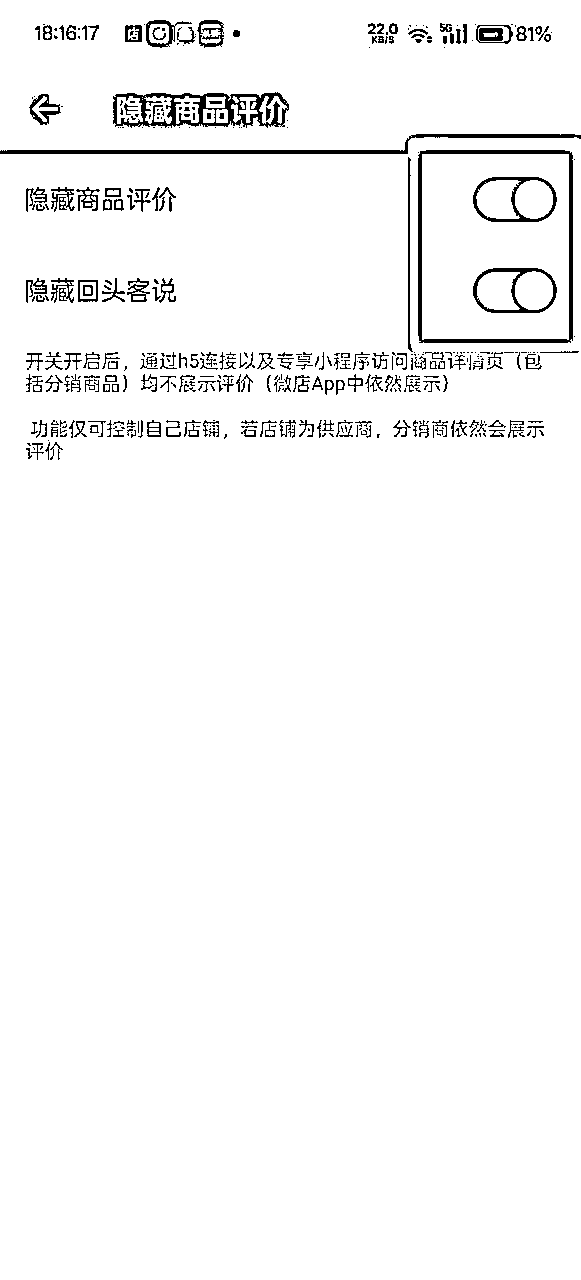 18:16:17 店 22.0 KB/S 5G 81%
隐藏商品评价
隐藏商品评价
隐藏回头客说
开关开启后，通过h5连接以及专享小程序访问商品详情页（包
括分销商品）均不展示评价（微店App中依然展示）
功能仅可控制自己店铺，若店铺为供应商，分销商依然会展示
评价